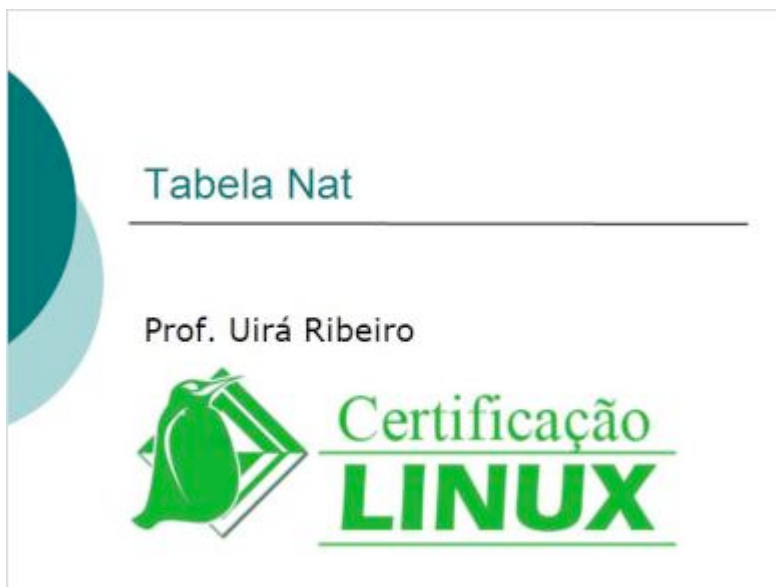 Tabela Nat
Prof. Uirá Ribeiro
Certificação
LINUX